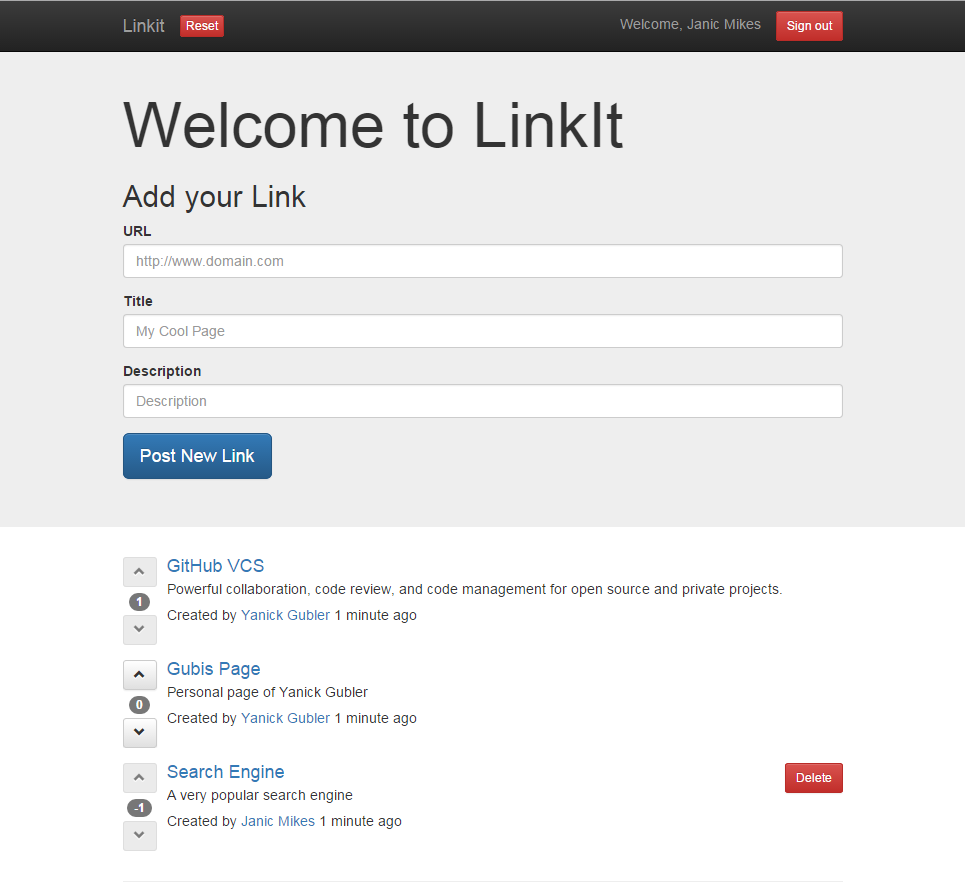 Linkit Reset Welcome, Janic Mikes Sign out
Welcome to LinkIt
Add your Link
URL
http://www.domain.com
Title
My Cool Page
Description
Description
Post New Link
GitHub VCS
Powerful collaboration, code review, and code management for open source and private projects.
1
Created by Yanick Gubler 1 minute ago
Gubis Page
Personal page of Yanick Gubler
0
Created by Yanick Gubler 1 minute ago
Search Engine Delete
A very popular search engine
-1
Created by Janic Mikes 1 minute ago